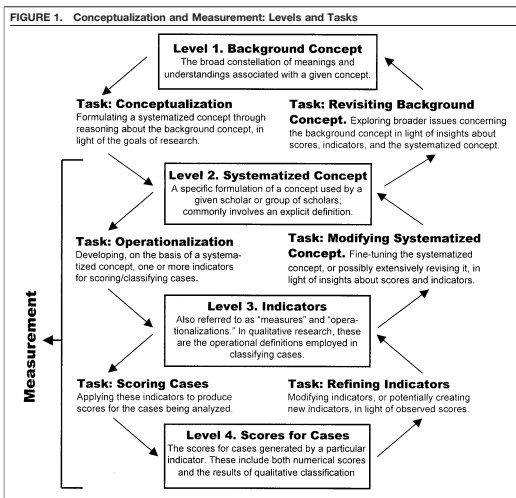 FIGURE 1. Conceptualization and Measurement: Levels and Tasks
Level 1. Background Concept
The broad constellation of meanings and
understandings associated with a given concept.
Task: Conceptualization
Formulating a systematized concept through
reasoning about the background concept, in
light of the goals of research.
Task: Revisiting Background
Concept. Exploring broader issues concerning
the background concept in light of insights about
scores, indicators, and the systematized concept.
Level 2. Systematized Concept
A specific formulation of a concept used by a
given scholar or group of scholars;
commonly involves an explicit definition.
Task: Operationalization
Developing, on the basis of a systema-
tized concept, one or more indicators
for scoring/classifying cases.
Task: Modifying Systematized
Concept. Fine-tuning the systematized
concept, or possibly extensively revising it, in
light of insights about scores and indicators.
Level 3. Indicators
Also referred to as “measures” and “opera-
tionalizations.” In qualitative research, these
are the operational definitions employed in
classifying cases.
Measurement
Task: Scoring Cases
Applying these indicators to produce
scores for the cases being analyzed.
Task: Refining Indicators
Modifying indicators, or potentially creating
new indicators, in light of observed scores.
Level 4. Scores for Cases
The scores for cases generated by a particular
indicator. These include both numerical scores
and the results of qualitative classification